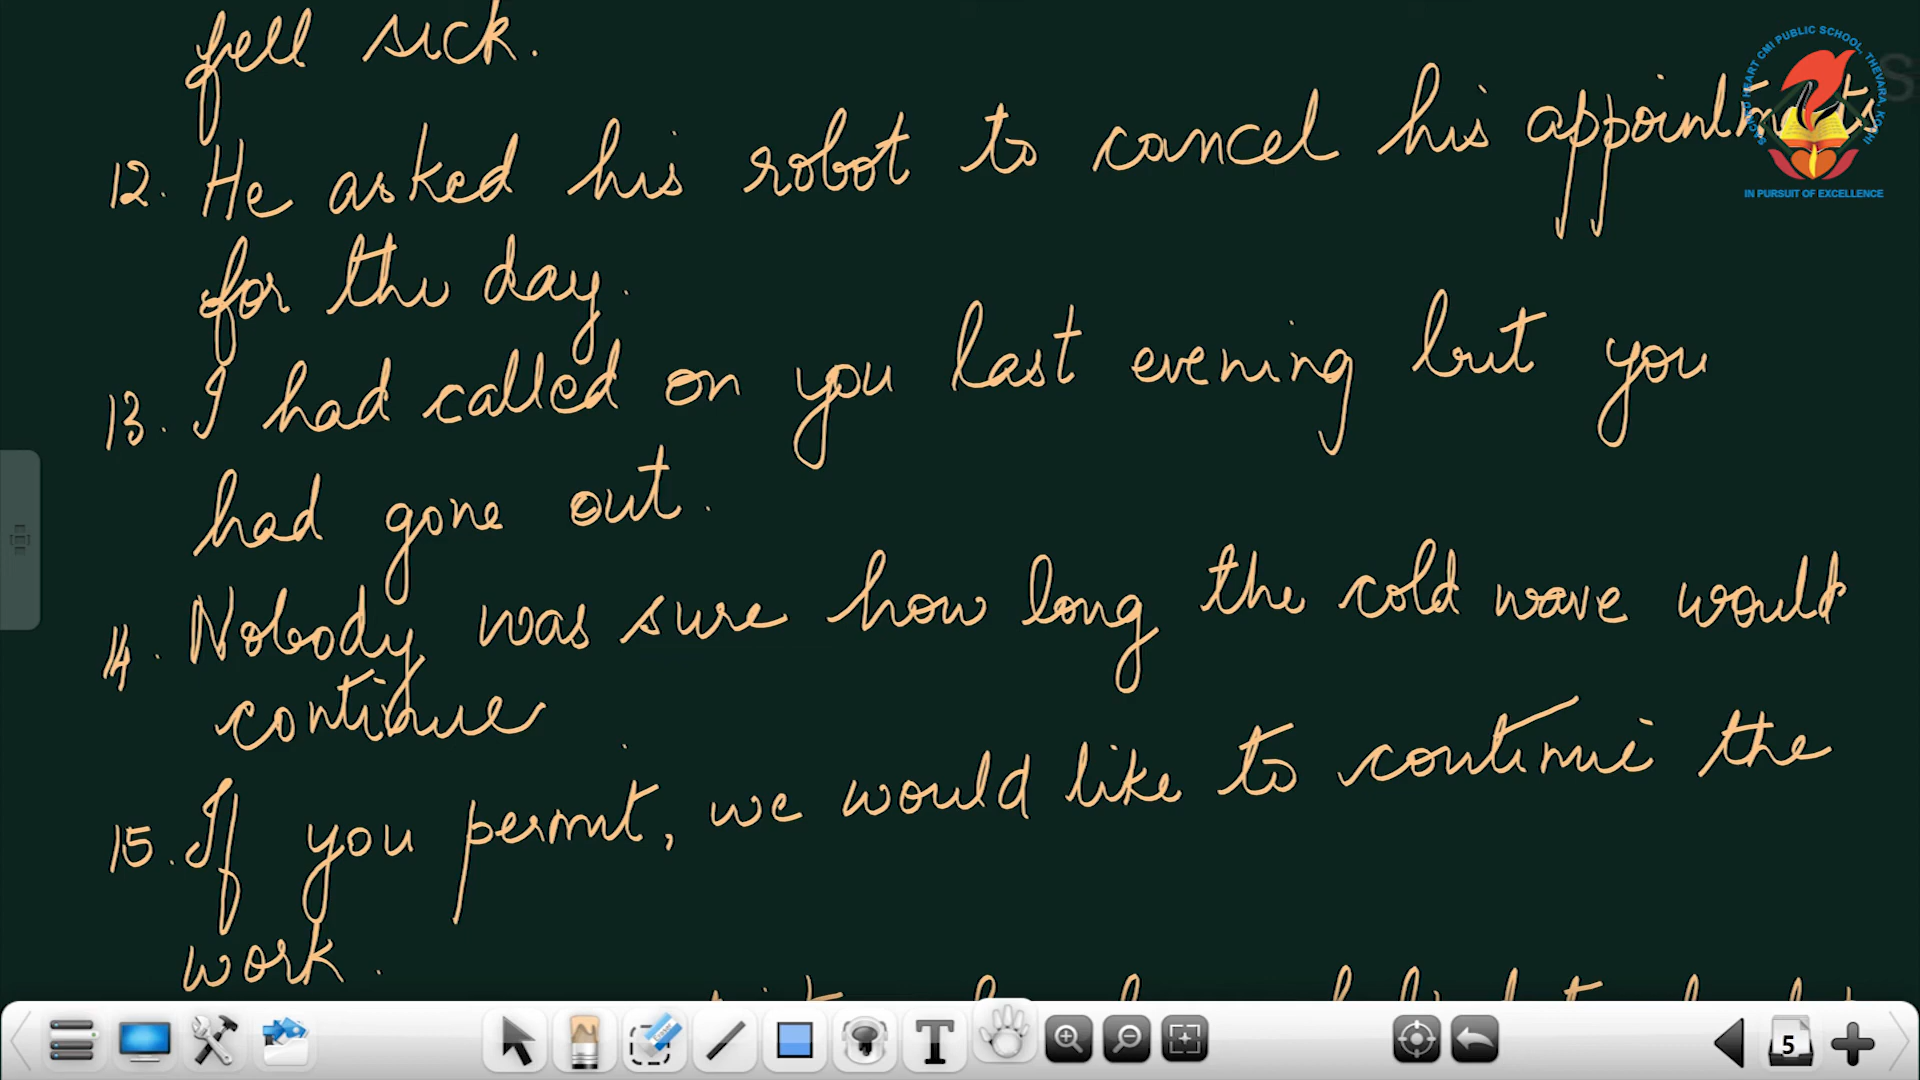 fell sick.
12. He asked his robot to cancel his appointments
for the day.
13. I had called on you last evening but you
had gone out.
14. Nobody was sure how long the cold wave would
continue.
15. If you permit, we would like to continue the
work.
SACRED HEART CMI PUBLIC SCHOOL, THEVARA, KOCHI
IN PURSUIT OF EXCELLENCE
S
T
5